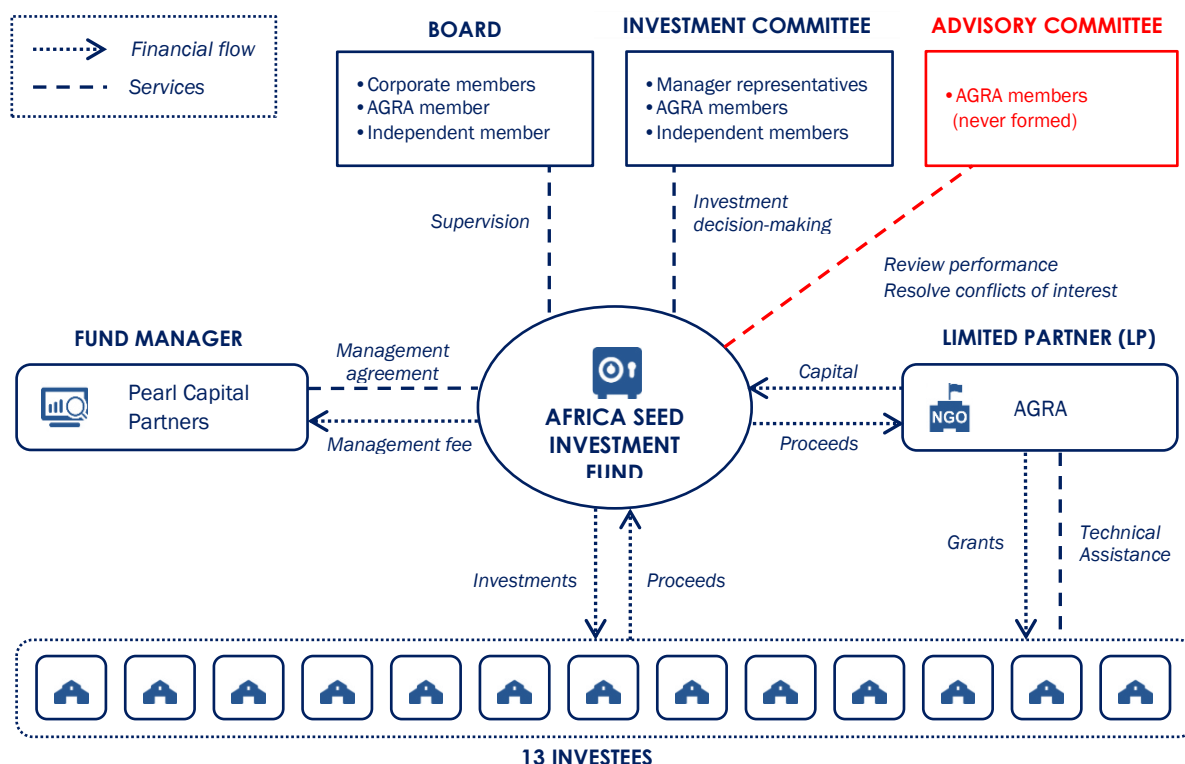 Financial flow
Services
BOARD
• Corporate members
• AGRA member
• Independent member
INVESTMENT COMMITTEE
• Manager representatives
• AGRA members
• Independent members
ADVISORY COMMITTEE
• AGRA members
(never formed)
Supervision
Investment
decision-making
Review performance
Resolve conflicts of interest
FUND MANAGER
Pearl Capital
Partners
Management
agreement
Management fee
AFRICA SEED
INVESTMENT
FUND
LIMITED PARTNER (LP)
NGO
AGRA
Capital
Proceeds
Investments
Proceeds
Grants
Technical
Assistance
13 INVESTEES